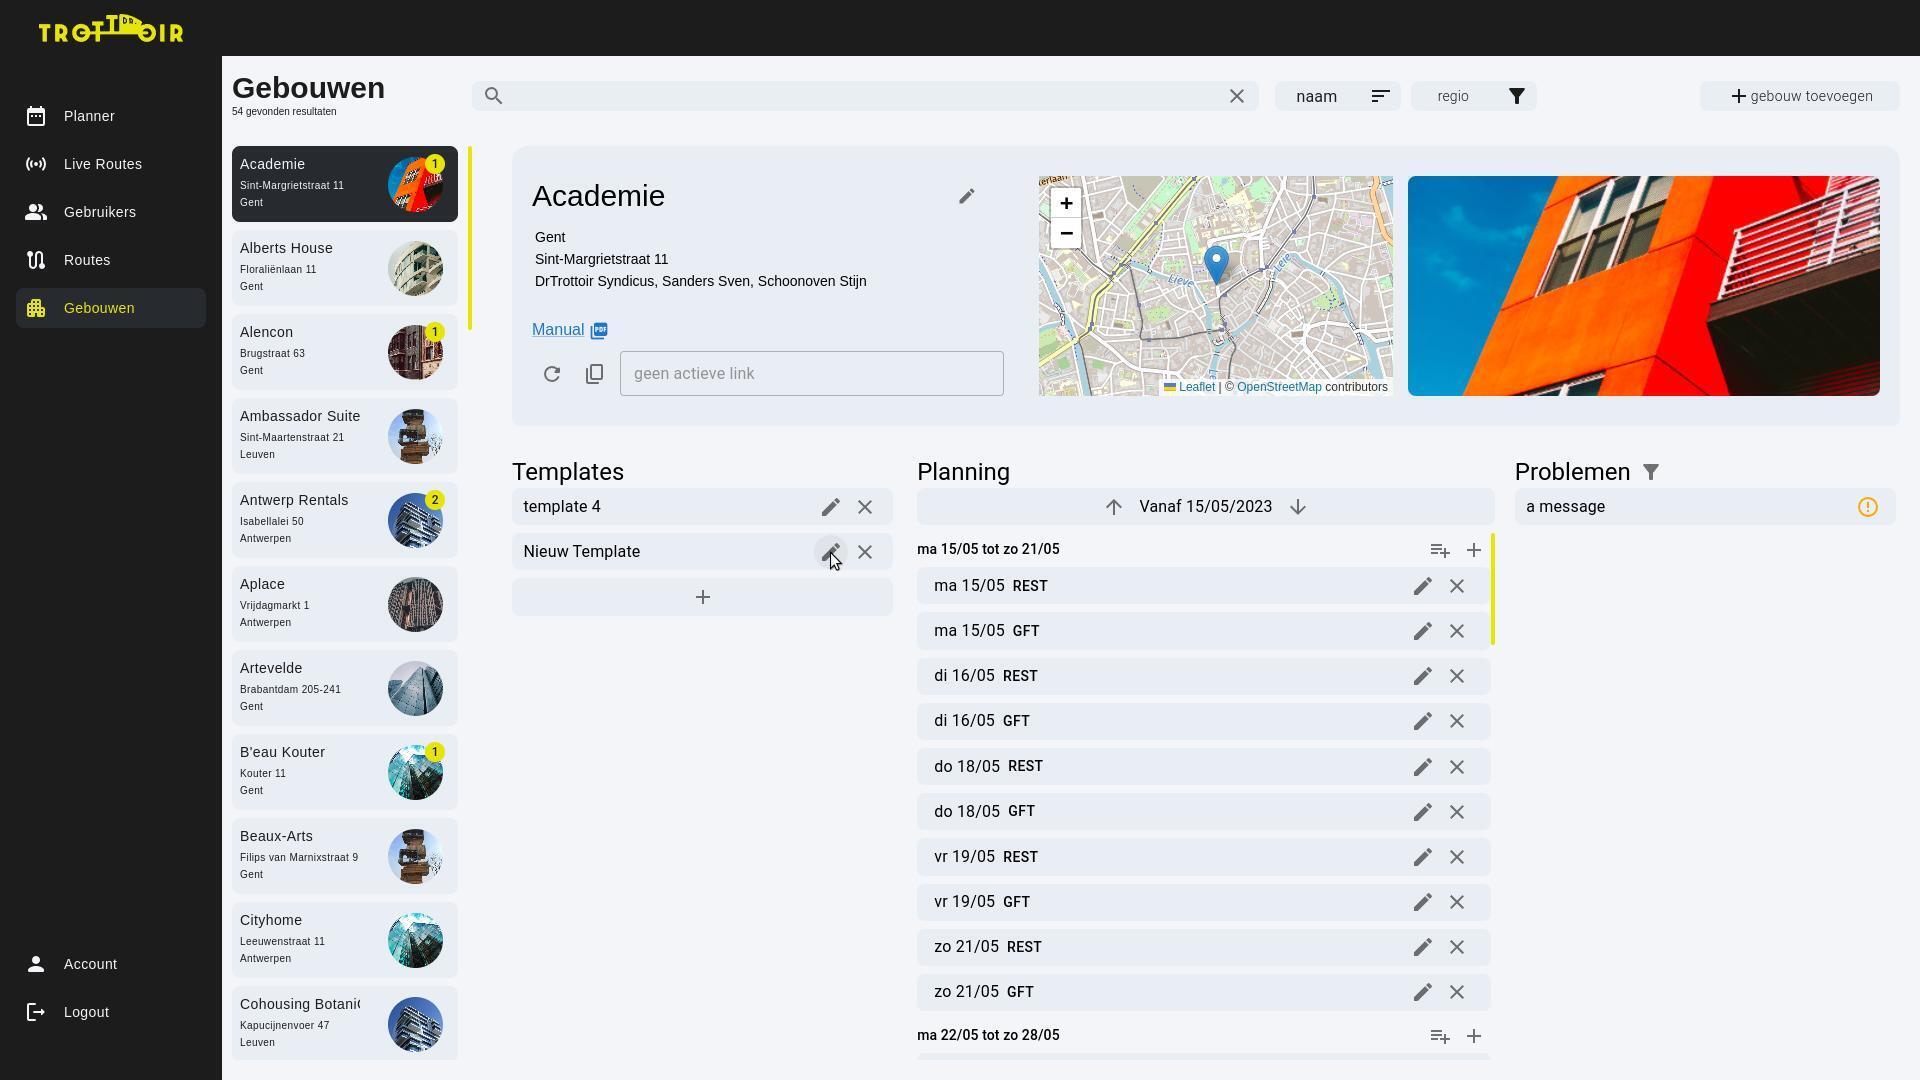 TROTTOIR
DR.
Planner
Live Routes
Gebruikers
Routes
Gebouwen
Account
Logout
Gebouwen
54 gevonden resultaten
naam
regio
gebouw toevoegen
Academie
Sint-Margrietstraat 11
Gent
1
Alberts House
Floraliënlaan 11
Gent
Alencon
Brugstraat 63
Gent
1
Ambassador Suite
Sint-Maartenstraat 21
Leuven
Antwerp Rentals
Isabellalei 50
Antwerpen
2
Aplace
Vrijdagmarkt 1
Antwerpen
Artevelde
Brabantdam 205-241
Gent
B'eau Kouter
Kouter 11
Gent
1
Beaux-Arts
Filips van Marnixstraat 9
Gent
Cityhome
Leeuwenstraat 11
Antwerpen
Cohousing Botani
Kapucijnenvoer 47
Leuven
Academie
Gent
Sint-Margrietstraat 11
DrTrottoir Syndicus, Sanders Sven, Schoonoven Stijn
Manual
PDF
geen actieve link
+
−
Lieve
Leie
Leaflet | © OpenStreetMap contributors
Templates
template 4
Nieuw Template
Planning
Vanaf 15/05/2023
ma 15/05 tot zo 21/05
ma 15/05 REST
ma 15/05 GFT
di 16/05 REST
di 16/05 GFT
do 18/05 REST
do 18/05 GFT
vr 19/05 REST
vr 19/05 GFT
zo 21/05 REST
zo 21/05 GFT
ma 22/05 tot zo 28/05
Problemen
a message